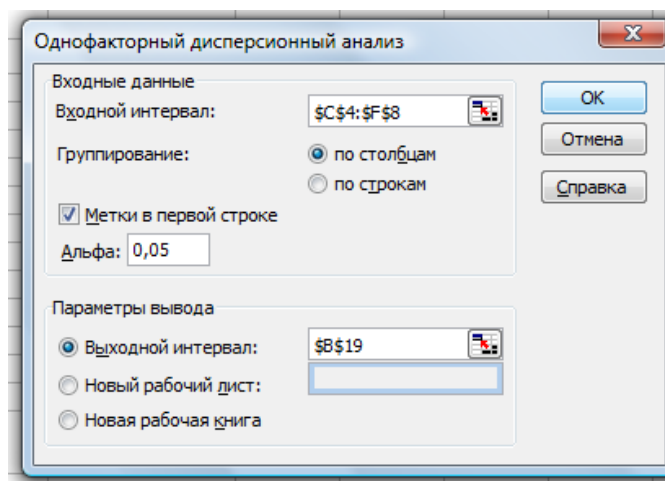 Однофакторный дисперсионный анализ
Входные данные
Входной интервал: $C$4:$F$8
Группирование: по столбцам
по строкам
Метки в первой строке
Альфа: 0,05
Параметры вывода
Выходной интервал: $B$19
Новый рабочий лист:
Новая рабочая книга
OK
Отмена
Справка